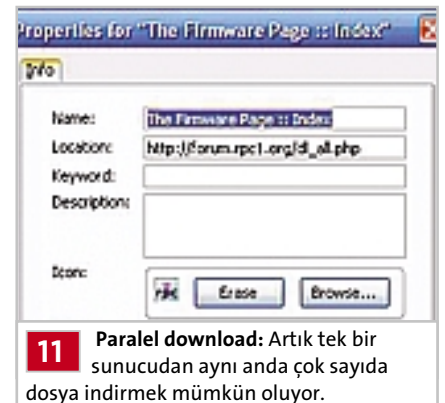 Properties for "The Firmware Page :: Index"
Info
Name: The Firmware Page :: Index
Location: http://forum.rpc1.org/dl_all.php
Keyword:
Description:
Icon: Erase Browse...
11 Paralel download: Artık tek bir
sunucudan aynı anda çok sayıda
dosya indirmek mümkün oluyor.